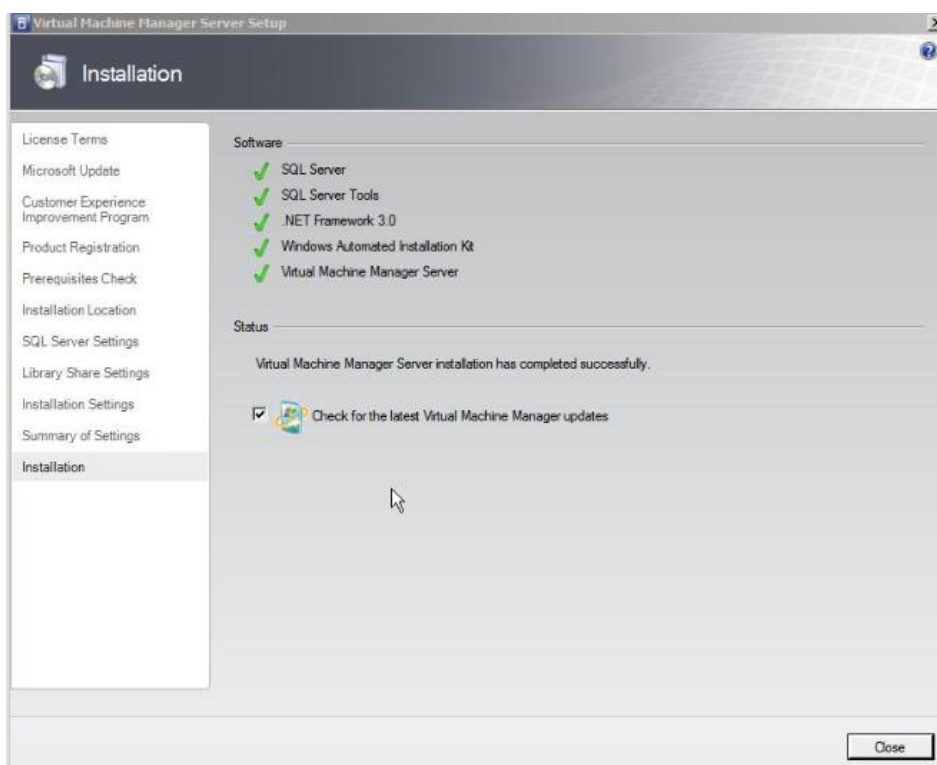 Virtual Machine Manager Server Setup
Installation
License Terms
Microsoft Update
Customer Experience
Improvement Program
Product Registration
Prerequisites Check
Installation Location
SQL Server Settings
Library Share Settings
Installation Settings
Summary of Settings
Installation
Software
SQL Server
SQL Server Tools
.NET Framework 3.0
Windows Automated Installation Kit
Virtual Machine Manager Server
Status
Virtual Machine Manager Server installation has completed successfully.
Check for the latest Virtual Machine Manager updates
Close